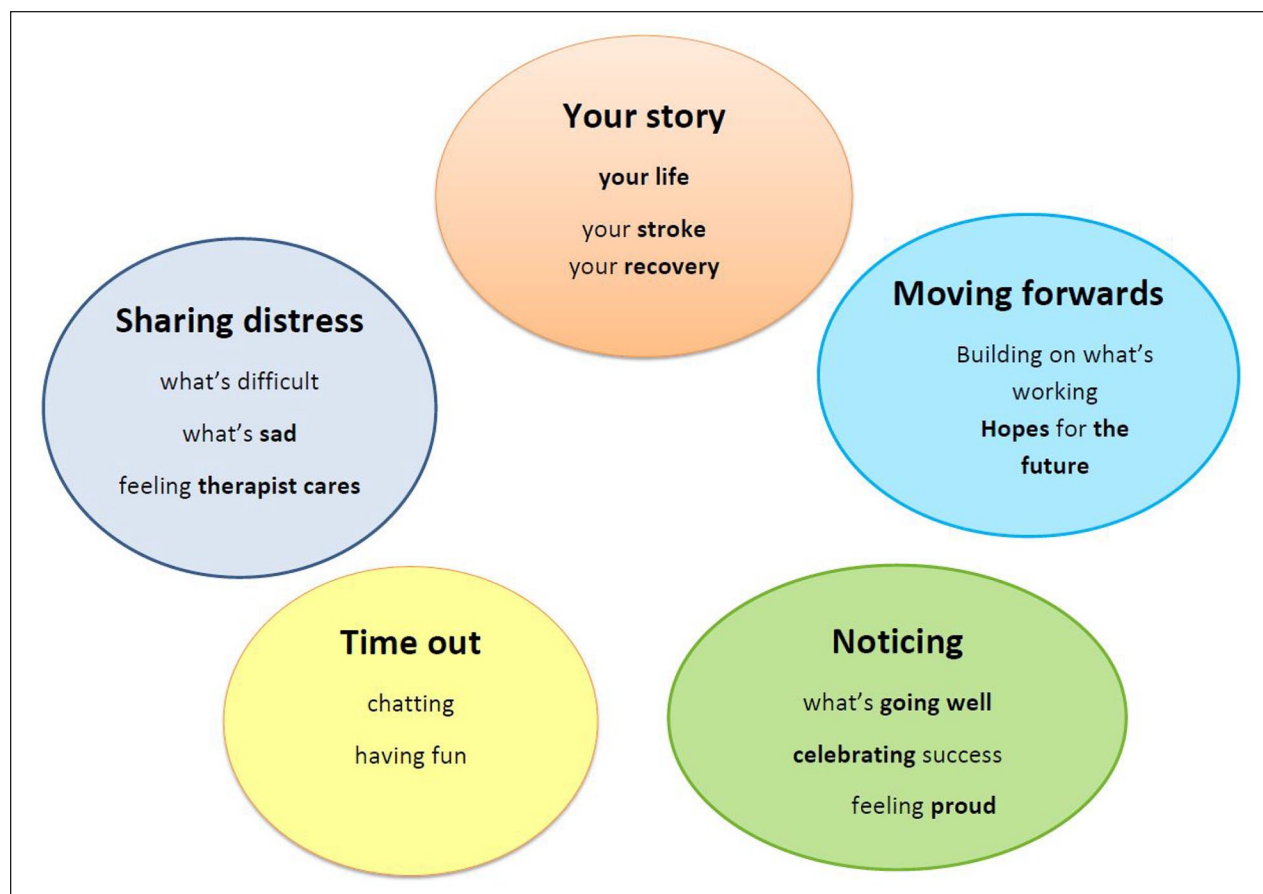 Your story
your life
your stroke
your recovery
Moving forwards
Building on what's
working
Hopes for the
future
Sharing distress
what's difficult
what's sad
feeling therapist cares
Time out
chatting
having fun
Noticing
what's going well
celebrating success
feeling proud